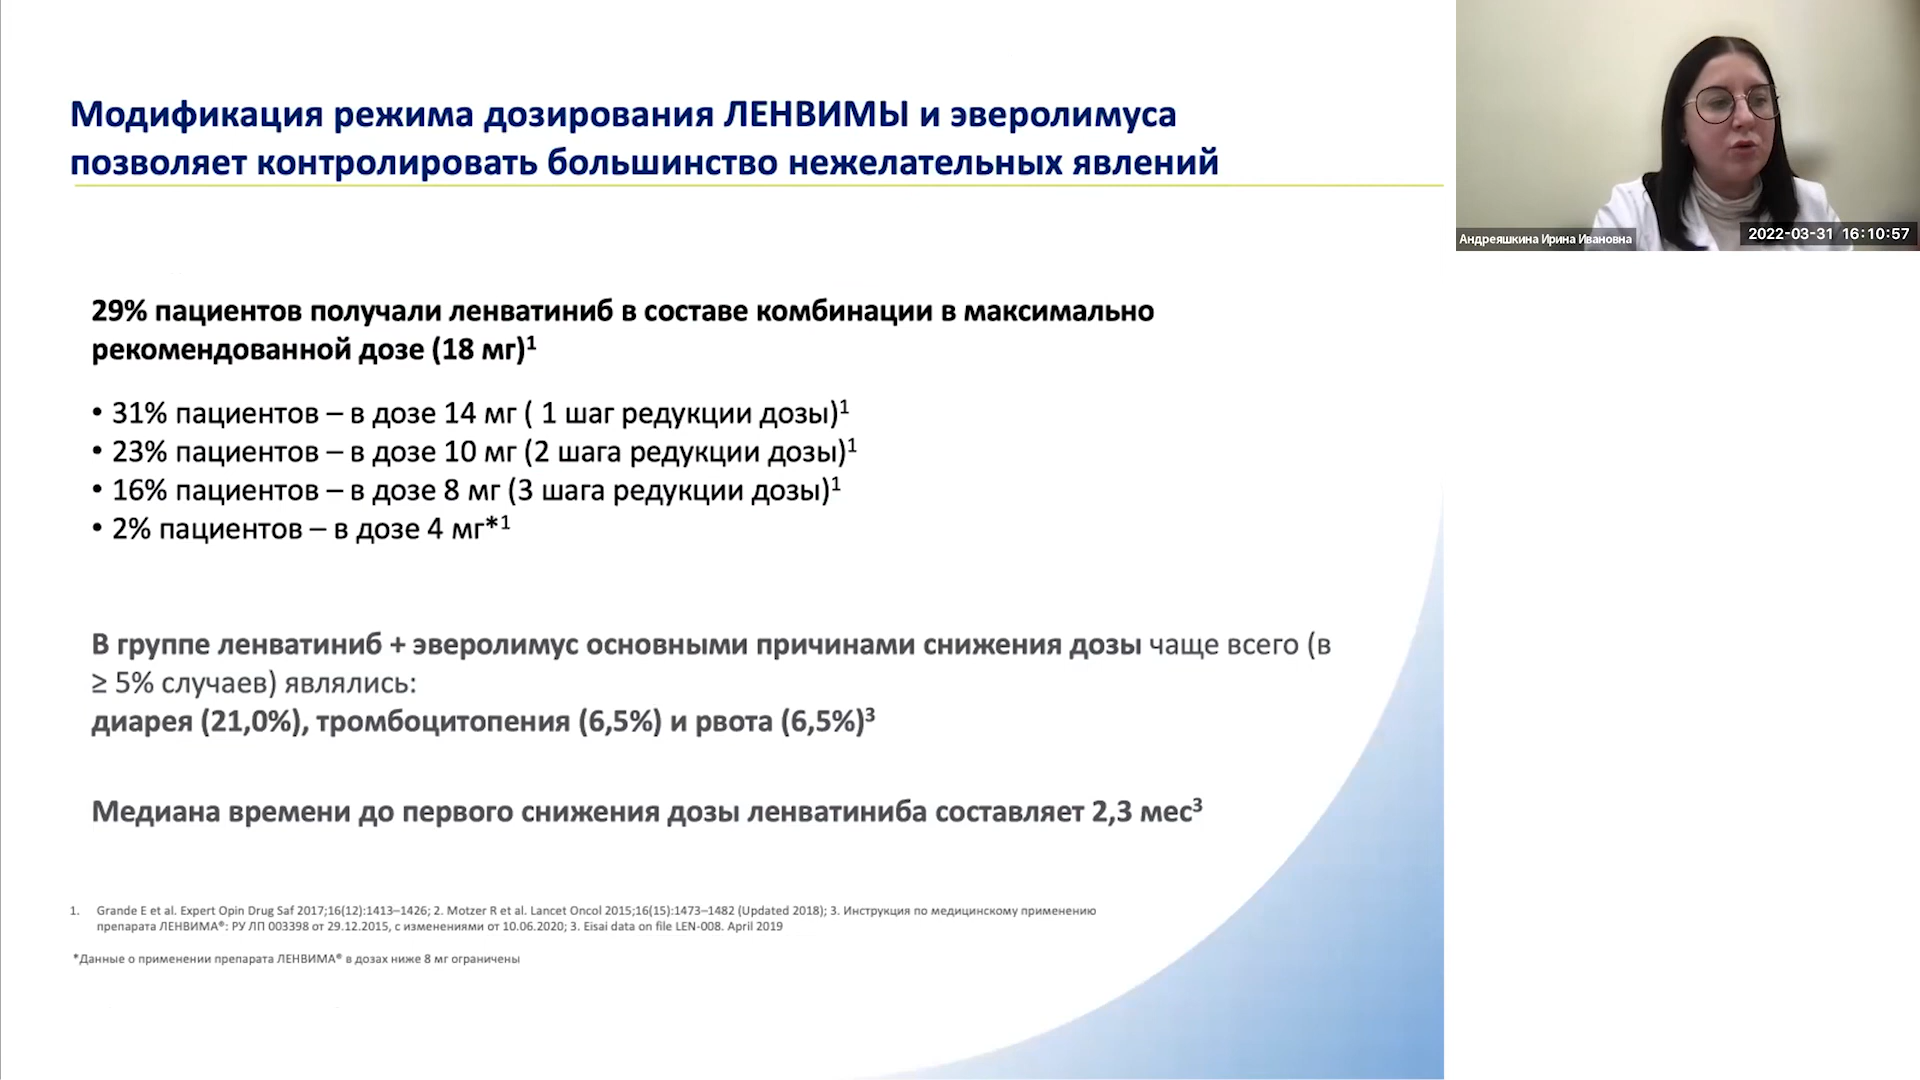 Модификация режима дозирования ЛЕНВИМЫ и эверолимуса
позволяет контролировать большинство нежелательных явлений
29% пациентов получали ленватиниб в составе комбинации в максимально
рекомендованной дозе (18 мг)¹
• 31% пациентов – в дозе 14 мг ( 1 шаг редукции дозы)¹
• 23% пациентов – в дозе 10 мг (2 шага редукции дозы)¹
• 16% пациентов – в дозе 8 мг (3 шага редукции дозы)¹
• 2% пациентов – в дозе 4 мг*¹
В группе ленватиниб + эверолимус основными причинами снижения дозы чаще всего (в
≥ 5% случаев) являлись:
диарея (21,0%), тромбоцитопения (6,5%) и рвота (6,5%)³
Медиана времени до первого снижения дозы ленватиниба составляет 2,3 мес³
1. Grande E et al. Expert Opin Drug Saf 2017;16(12):1413–1426; 2. Motzer R et al. Lancet Oncol 2015;16(15):1473–1482 (Updated 2018); 3. Инструкция по медицинскому применению
препарата ЛЕНВИМА®: РУ ЛП 003398 от 29.12.2015, с изменениями от 10.06.2020; 3. Eisai data on file LEN-008. April 2019
*Данные о применении препарата ЛЕНВИМА® в дозах ниже 8 мг ограничены
Андреяшкина Ирина Ивановна
2022-03-31 16:10:57